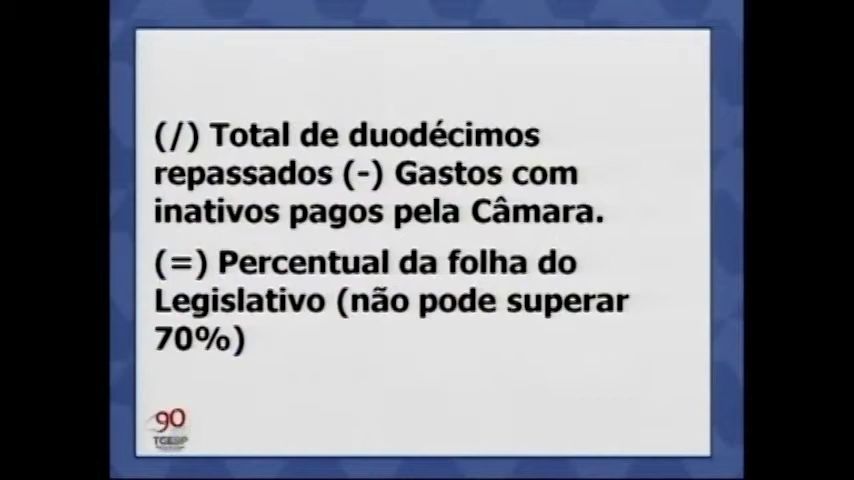 (/) Total de duodécimos
repassados (-) Gastos com
inativos pagos pela Câmara.
(=) Percentual da folha do
Legislativo (não pode superar
70%)
90
TCESP